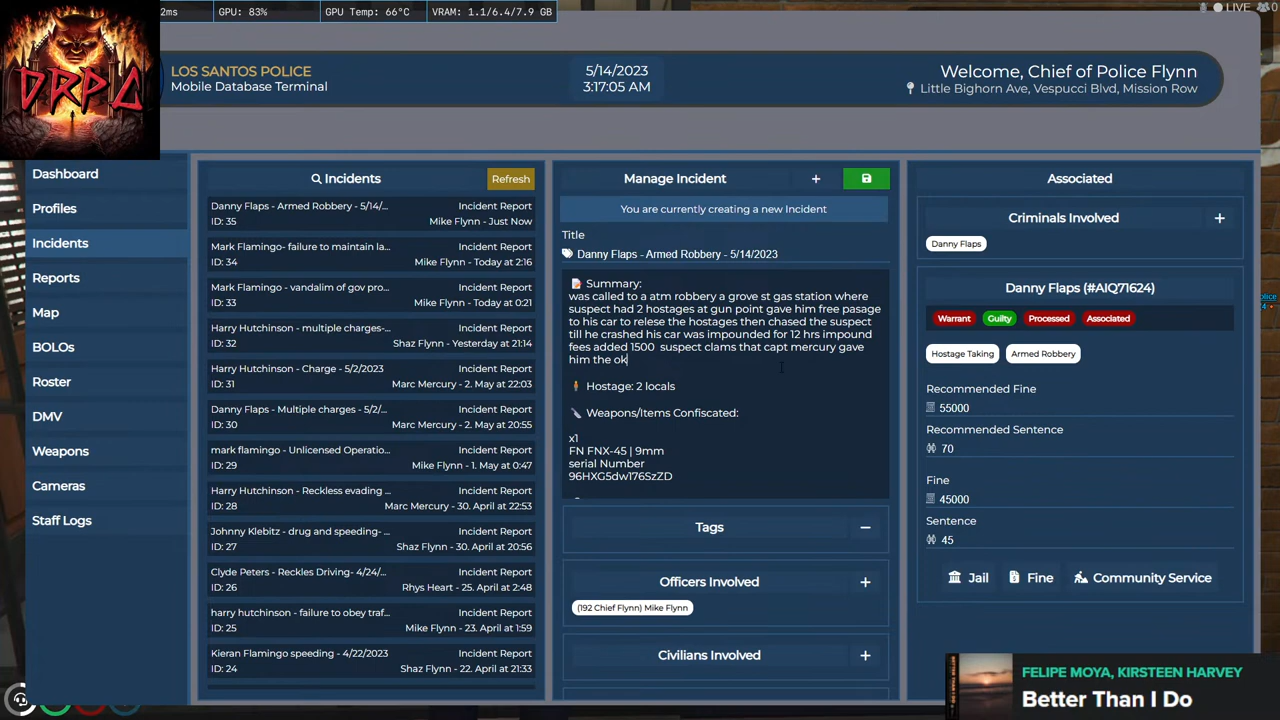 2ms
GPU: 83%
GPU Temp: 66°C
VRAM: 1.1/6.4/7.9 GB
LIVE
0
DRPC
LOS SANTOS POLICE
Mobile Database Terminal
5/14/2023
3:17:05 AM
Welcome, Chief of Police Flynn
Little Bighorn Ave, Vespucci Blvd, Mission Row
Dashboard
Profiles
Incidents
Reports
Map
BOLOs
Roster
DMV
Weapons
Cameras
Staff Logs
Incidents
Refresh
Danny Flaps - Armed Robbery - 5/14/...
Incident Report
ID: 35
Mike Flynn - Just Now
Mark Flamingo- failure to maintain la...
Incident Report
ID: 34
Mike Flynn - Today at 2:16
Mark Flamingo - vandalim of gov pro...
Incident Report
ID: 33
Mike Flynn - Today at 0:21
Harry Hutchinson - multiple charges-...
Incident Report
ID: 32
Shaz Flynn - Yesterday at 21:14
Harry Hutchinson - Charge - 5/2/2023
Incident Report
ID: 31
Marc Mercury - 2. May at 22:03
Danny Flaps - Multiple charges - 5/2/...
Incident Report
ID: 30
Marc Mercury - 2. May at 20:55
mark flamingo - Unlicensed Operatio...
Incident Report
ID: 29
Mike Flynn - 1. May at 0:47
Harry Hutchinson - Reckless evading ...
Incident Report
ID: 28
Marc Mercury - 30. April at 22:53
Johnny Klebitz - drug and speeding- ...
Incident Report
ID: 27
Shaz Flynn - 30. April at 20:56
Clyde Peters - Reckles Driving- 4/24/...
Incident Report
ID: 26
Rhys Heart - 25. April at 2:48
harry hutchinson - failure to obey traf...
Incident Report
ID: 25
Mike Flynn - 23. April at 1:59
Kieran Flamingo speeding - 4/22/2023
Incident Report
ID: 24
Shaz Flynn - 22. April at 21:33
Manage Incident
You are currently creating a new Incident
Title
Danny Flaps - Armed Robbery - 5/14/2023
Summary:
was called to a atm robbery a grove st gas station where
suspect had 2 hostages at gun point gave him free pasage
to his car to relese the hostages then chased the suspect
till he crashed his car was impounded for 12 hrs impound
fees added 1500 suspect clams that capt mercury gave
him the ok
Hostage: 2 locals
Weapons/Items Confiscated:
x1
FN FNX-45 | 9mm
serial Number
96HXG5dw176SzZD
Tags
Officers Involved
(192 Chief Flynn) Mike Flynn
Civilians Involved
Associated
Criminals Involved
Danny Flaps
Danny Flaps (#AIQ71624)
Warrant
Guilty
Processed
Associated
Hostage Taking
Armed Robbery
Recommended Fine
55000
Recommended Sentence
70
Fine
45000
Sentence
45
Jail
Fine
Community Service
FELIPE MOYA, KIRSTEEN HARVEY
Better Than I Do